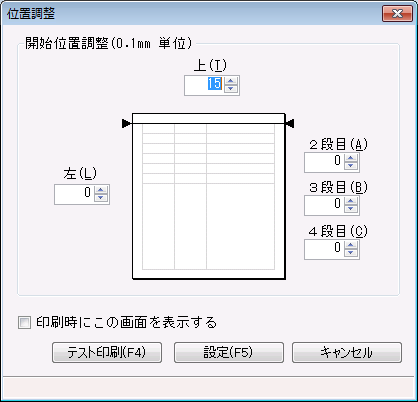 位置調整
開始位置調整(0.1mm 単位)
上(T)
15
左(L)
0
2段目(A)
0
3段目(B)
0
4段目(C)
0
印刷時にこの画面を表示する
テスト印刷(F4) 設定(F5) キャンセル